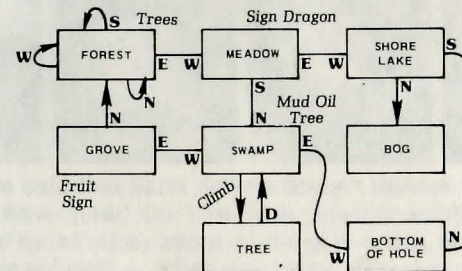 S Trees Sign Dragon
W FOREST E W MEADOW E W SHORE LAKE S
N S N
N Mud Oil Tree N
GROVE E W SWAMP E BOG
Fruit Sign
Climb D
TREE W BOTTOM OF HOLE N